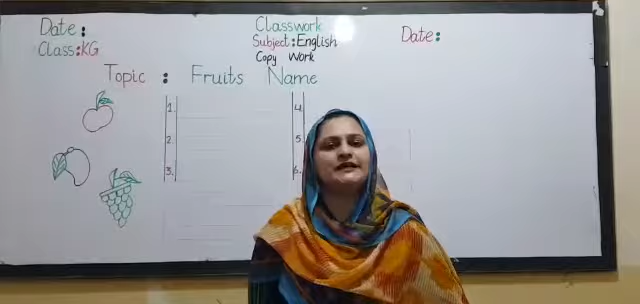 Date:
Classwork
Date:
Class:KG
Subject:English
Copy Work
Topic : Fruits Name
1.
4.
2.
5.
3.
6.